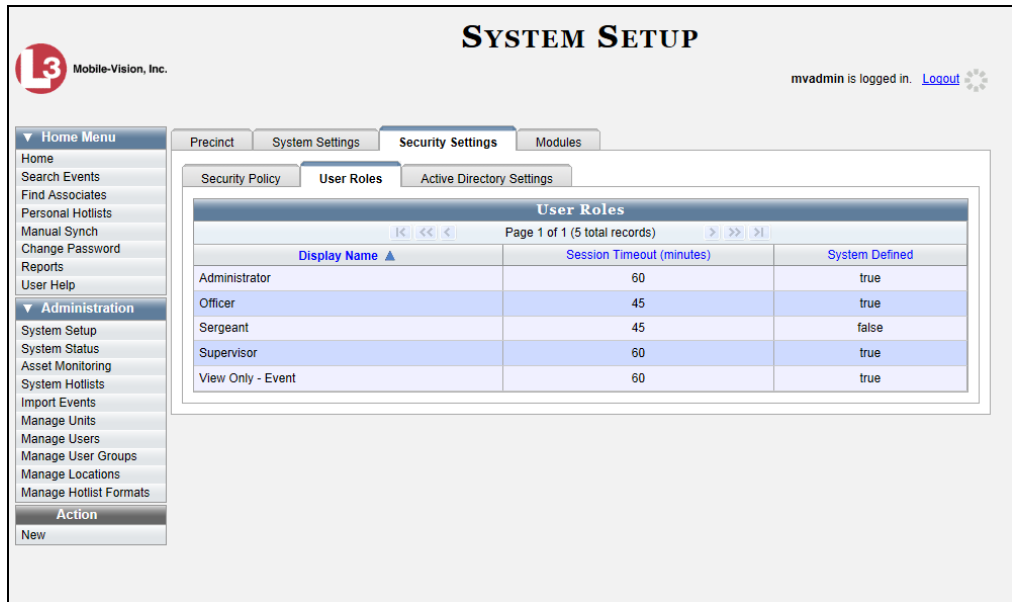 SYSTEM SETUP
L3 Mobile-Vision, Inc.
mvadmin is logged in. Logout
▼ Home Menu
Home
Search Events
Find Associates
Personal Hotlists
Manual Synch
Change Password
Reports
User Help
▼ Administration
System Setup
System Status
Asset Monitoring
System Hotlists
Import Events
Manage Units
Manage Users
Manage User Groups
Manage Locations
Manage Hotlist Formats
Action
New
Precinct System Settings Security Settings Modules
Security Policy User Roles Active Directory Settings
User Roles
|< << < Page 1 of 1 (5 total records) > >> >|
Display Name ▲ Session Timeout (minutes) System Defined
Administrator 60 true
Officer 45 true
Sergeant 45 false
Supervisor 60 true
View Only - Event 60 true